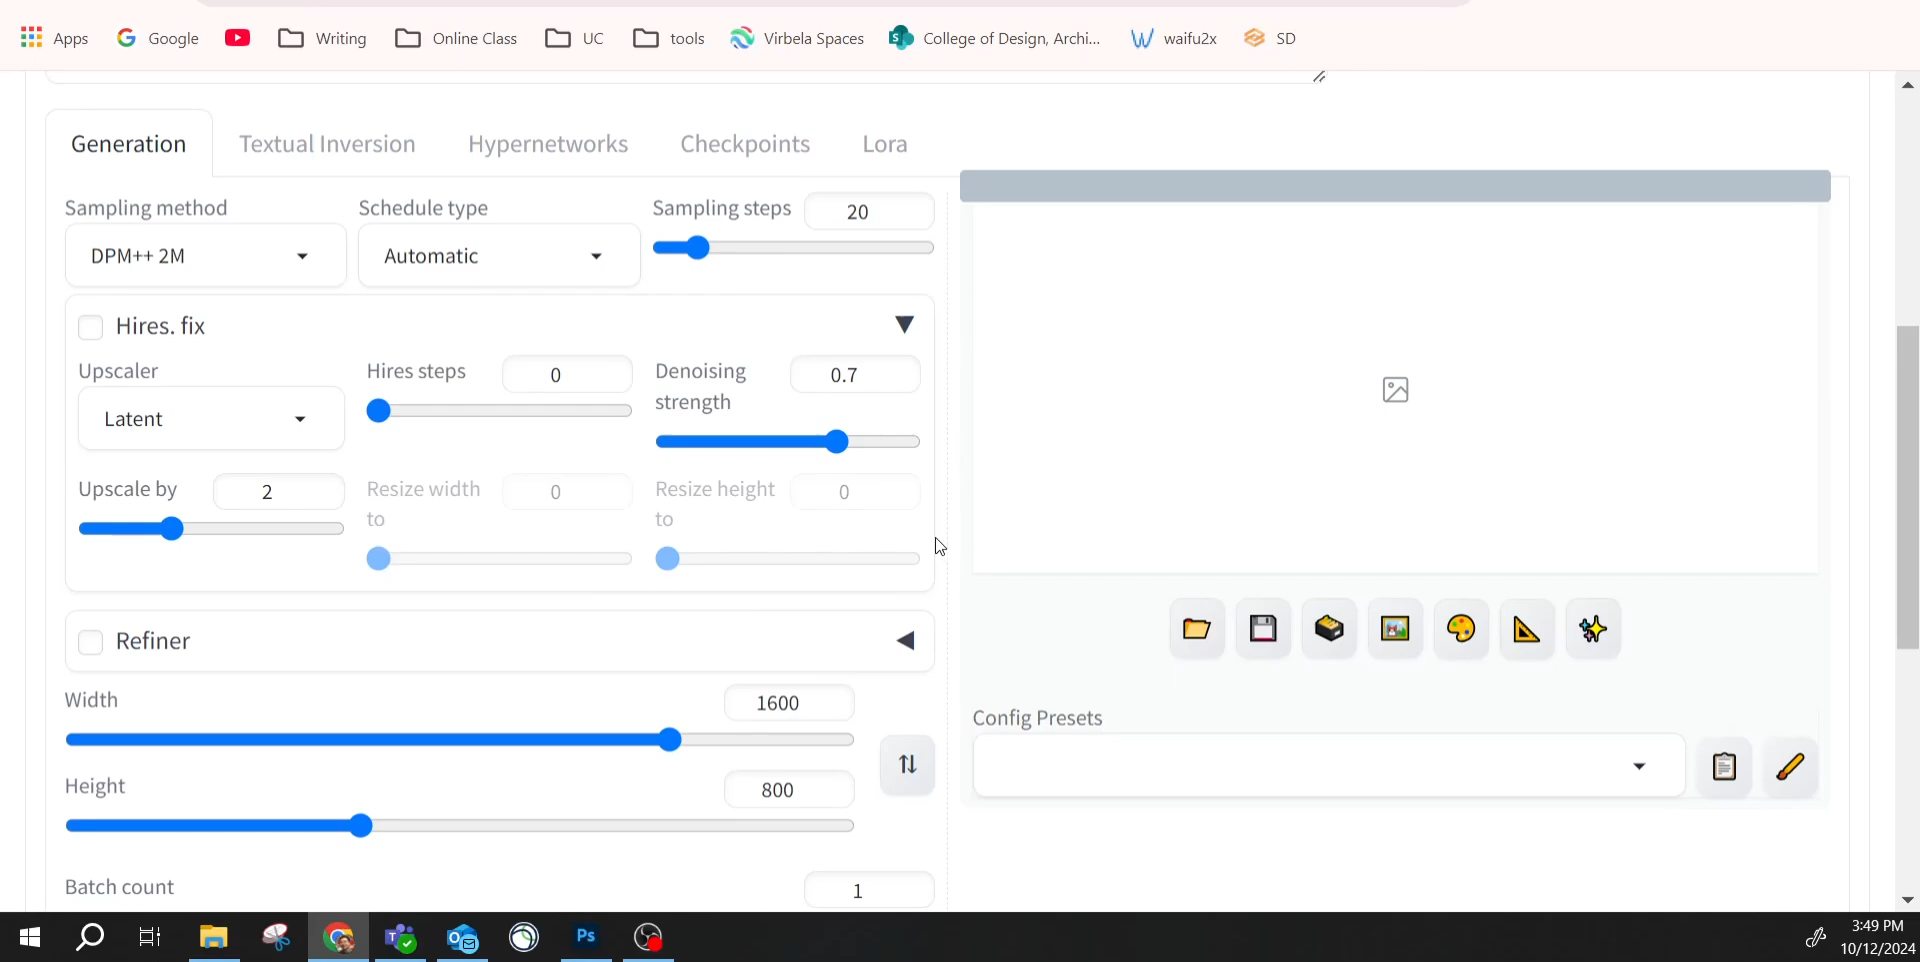 Apps Google Writing Online Class UC tools Virbela Spaces College of Design, Archi... waifu2x SD
Generation Textual Inversion Hypernetworks Checkpoints Lora
Sampling method Schedule type Sampling steps 20
DPM++ 2M Automatic
Hires. fix
Upscaler Hires steps 0 Denoising strength 0.7
Latent
Upscale by 2 Resize width to 0 Resize height to 0
Refiner
Width 1600
Height 800
Batch count 1
Config Presets
Ps
3:49 PM
10/12/2024